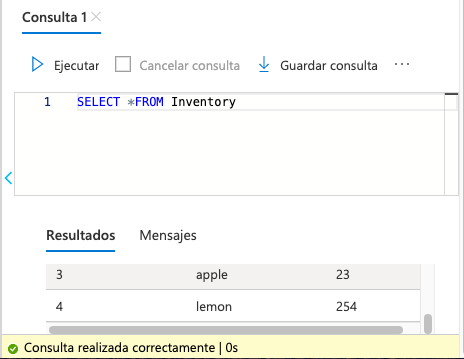 Consulta 1
Ejecutar Cancelar consulta Guardar consulta ...
1 SELECT *FROM Inventory
Resultados Mensajes
3 apple 23
4 lemon 254
Consulta realizada correctamente | 0s